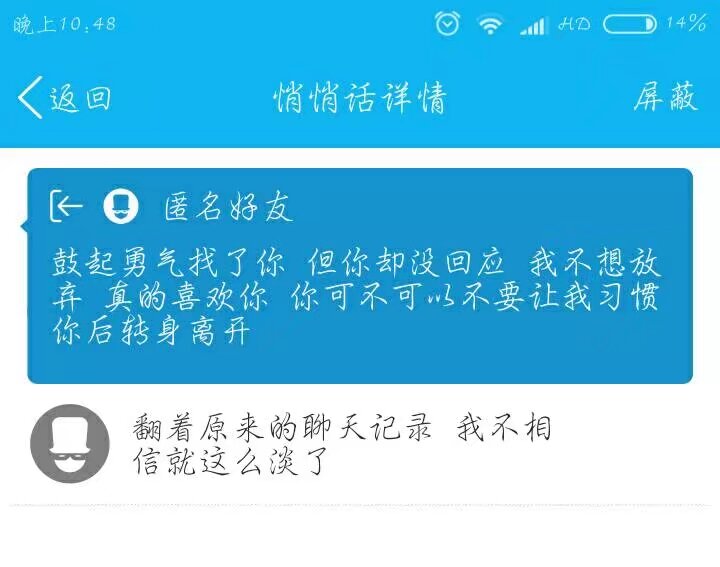 晚上10:48 HD 14%
返回 悄悄话详情 屏蔽
匿名好友
鼓起勇气找了你 但你却没回应 我不想放
弃 真的喜欢你 你可不可以不要让我习惯
你后转身离开
翻着原来的聊天记录 我不相
信就这么淡了